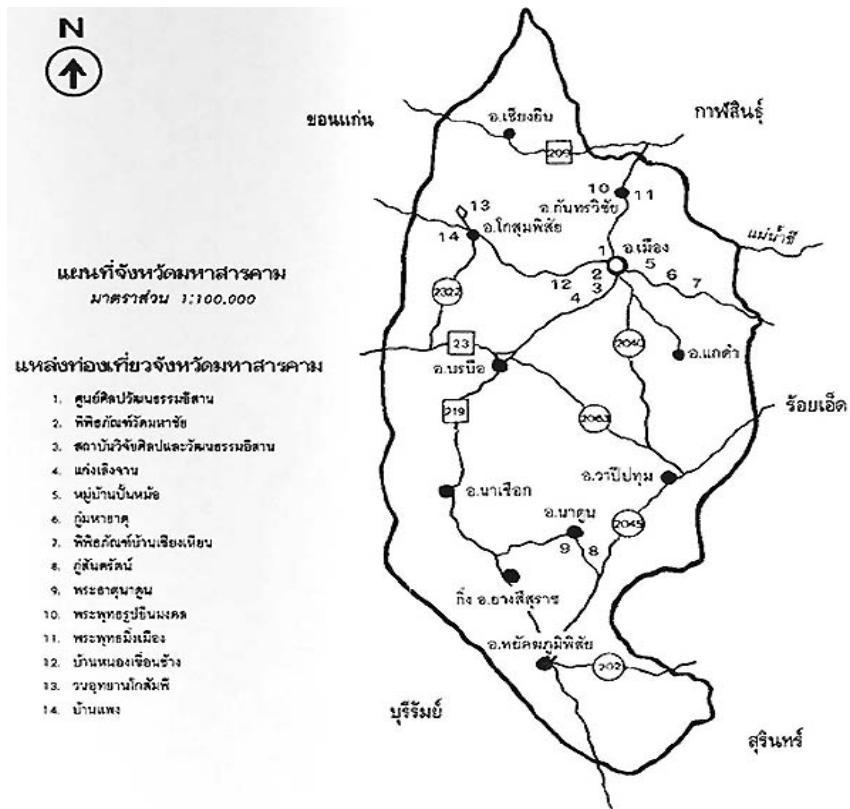 N
ขอนแก่น
กาฬสินธุ์
อ.เชียงยืน
209
10
11
อ.กันทรวิชัย
13
14
อ.โกสุมพิสัย
แม่น้ำชี
1
อ.เมือง
2
5
3
6
7
12
4
แผนที่จังหวัดมหาสารคาม
มาตราส่วน 1:100.000
2322
23
2040
อ.บรบือ
อ.แกดำ
แหล่งท่องเที่ยวจังหวัดมหาสารคาม
1. ศูนย์ศิลปวัฒนธรรมอีสาน
2. พิพิธภัณฑ์วัดมหาชัย
3. สถาบันวิจัยศิลปและวัฒนธรรมอีสาน
4. แก่งเลิงจาน
5. หมู่บ้านปั้นหม้อ
6. กู่มหาธาตุ
7. พิพิธภัณฑ์บ้านเชียงเหียน
8. กู่สันตรัตน์
9. พระธาตุนาดูน
10. พระพุทธรูปยืนมงคล
11. พระพุทธมิ่งเมือง
12. บ้านหนองเขื่อนช้าง
13. วนอุทยานโกสัมพี
14. บ้านแพง
219
2063
ร้อยเอ็ด
อ.วาปีปทุม
อ.นาเชือก
อ.นาดูน
2045
9
8
กิ่ง อ.ยางสีสุราช
อ.พยัคฆภูมิพิสัย
202
บุรีรัมย์
สุรินทร์